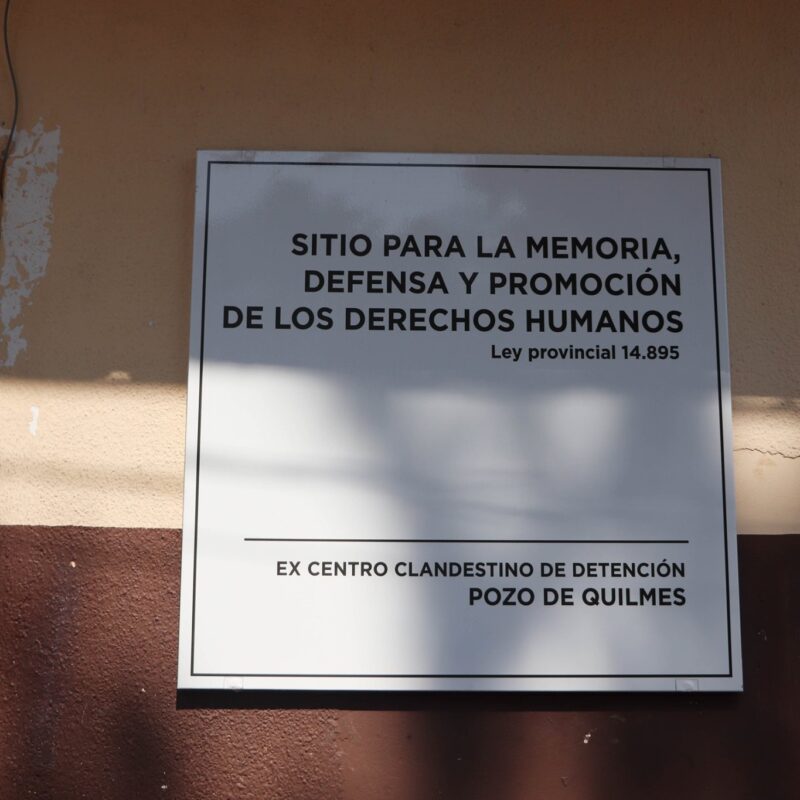 SITIO PARA LA MEMORIA,
DEFENSA Y PROMOCIÓN
DE LOS DERECHOS HUMANOS
Ley provincial 14.895
EX CENTRO CLANDESTINO DE DETENCIÓN
POZO DE QUILMES